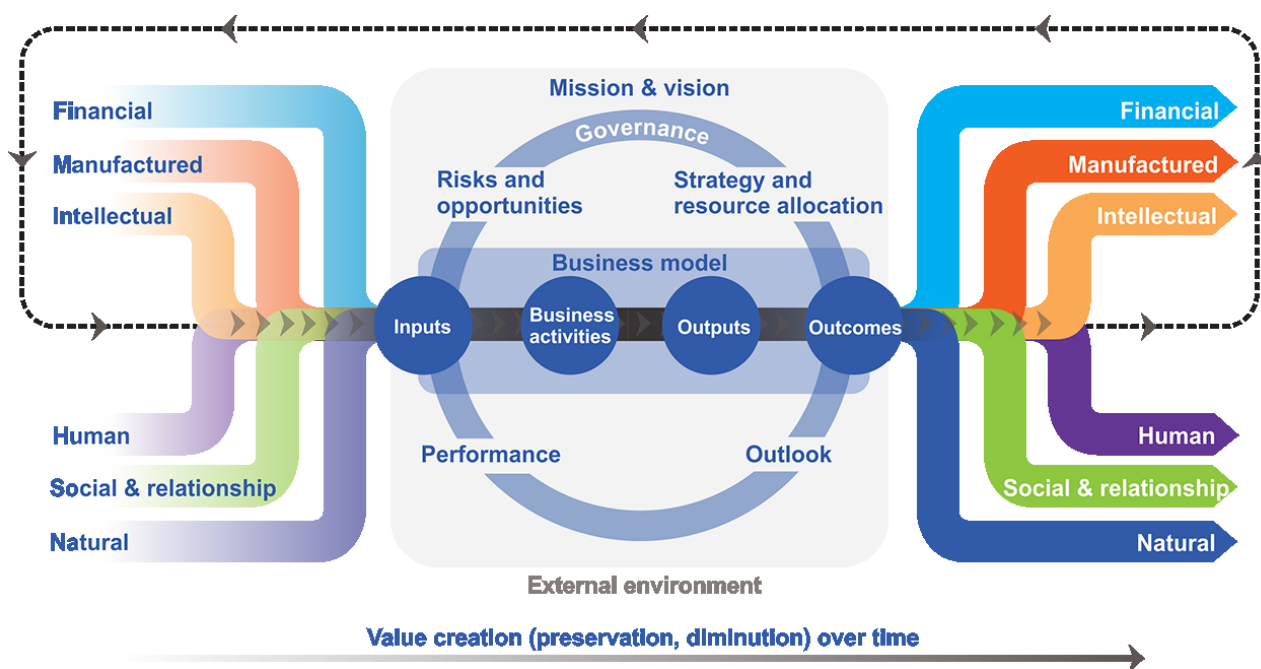 Financial
Manufactured
Intellectual
Human
Social & relationship
Natural
Mission & vision
Governance
Risks and
opportunities
Strategy and
resource allocation
Business model
Inputs
Business
activities
Outputs
Outcomes
Performance
Outlook
External environment
Financial
Manufactured
Intellectual
Human
Social & relationship
Natural
Value creation (preservation, diminution) over time